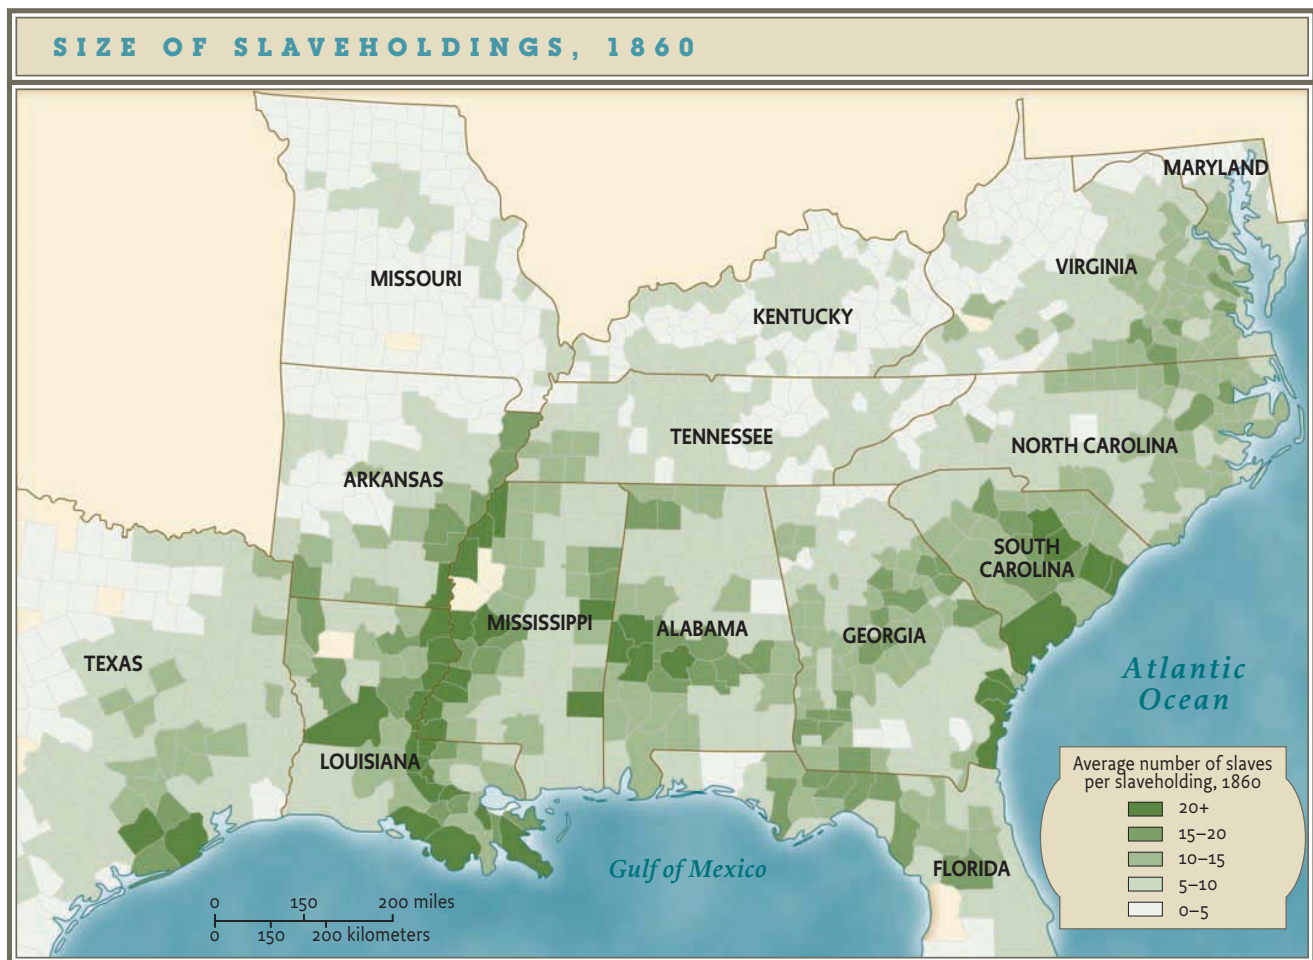 SIZE OF SLAVEHOLDINGS, 1860
MARYLAND
MISSOURI
VIRGINIA
KENTUCKY
TENNESSEE
NORTH CAROLINA
ARKANSAS
SOUTH
CAROLINA
MISSISSIPPI
ALABAMA
GEORGIA
TEXAS
Atlantic
Ocean
LOUISIANA
FLORIDA
Gulf of Mexico
Average number of slaves
per slaveholding, 1860
20+
15–20
10–15
5–10
0–5
0 150 200 miles
0 150 200 kilometers